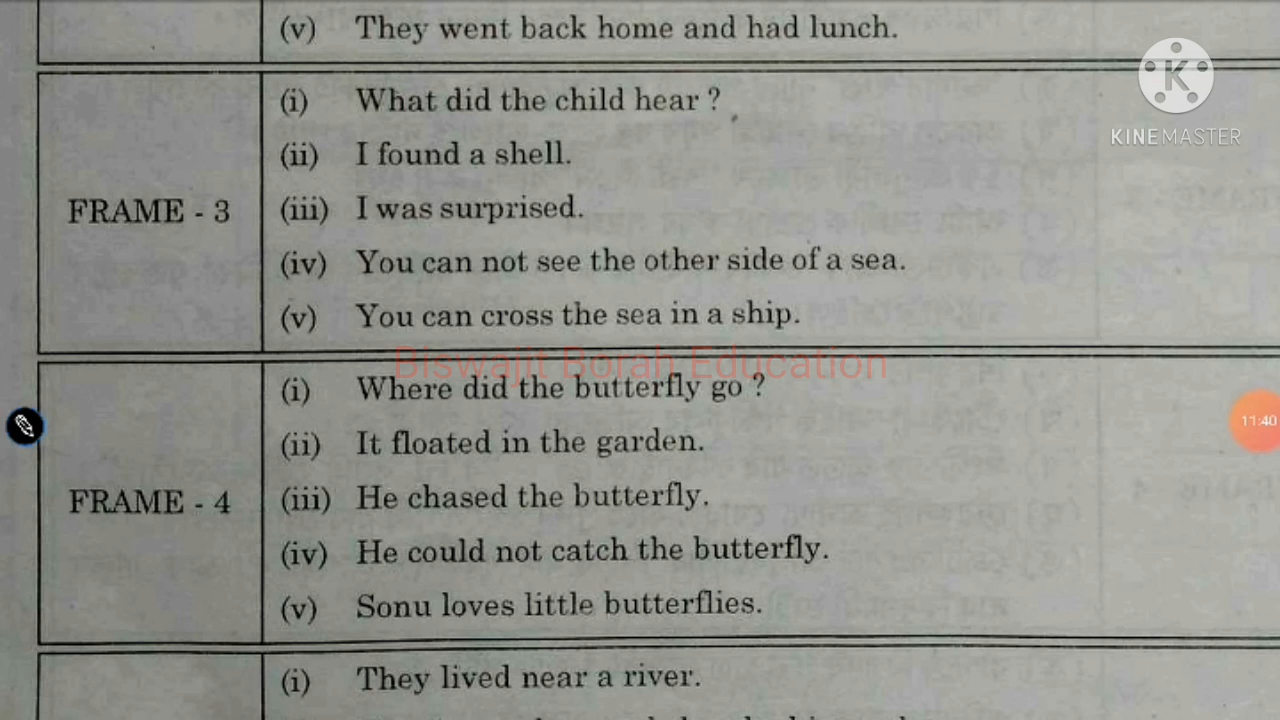 (v) They went back home and had lunch.
KINEMASTER
FRAME - 3
(i) What did the child hear ?
(ii) I found a shell.
(iii) I was surprised.
(iv) You can not see the other side of a sea.
(v) You can cross the sea in a ship.
Biswajit Borah Education
FRAME - 4
(i) Where did the butterfly go ?
(ii) It floated in the garden.
(iii) He chased the butterfly.
(iv) He could not catch the butterfly.
(v) Sonu loves little butterflies.
11:40
(i) They lived near a river.